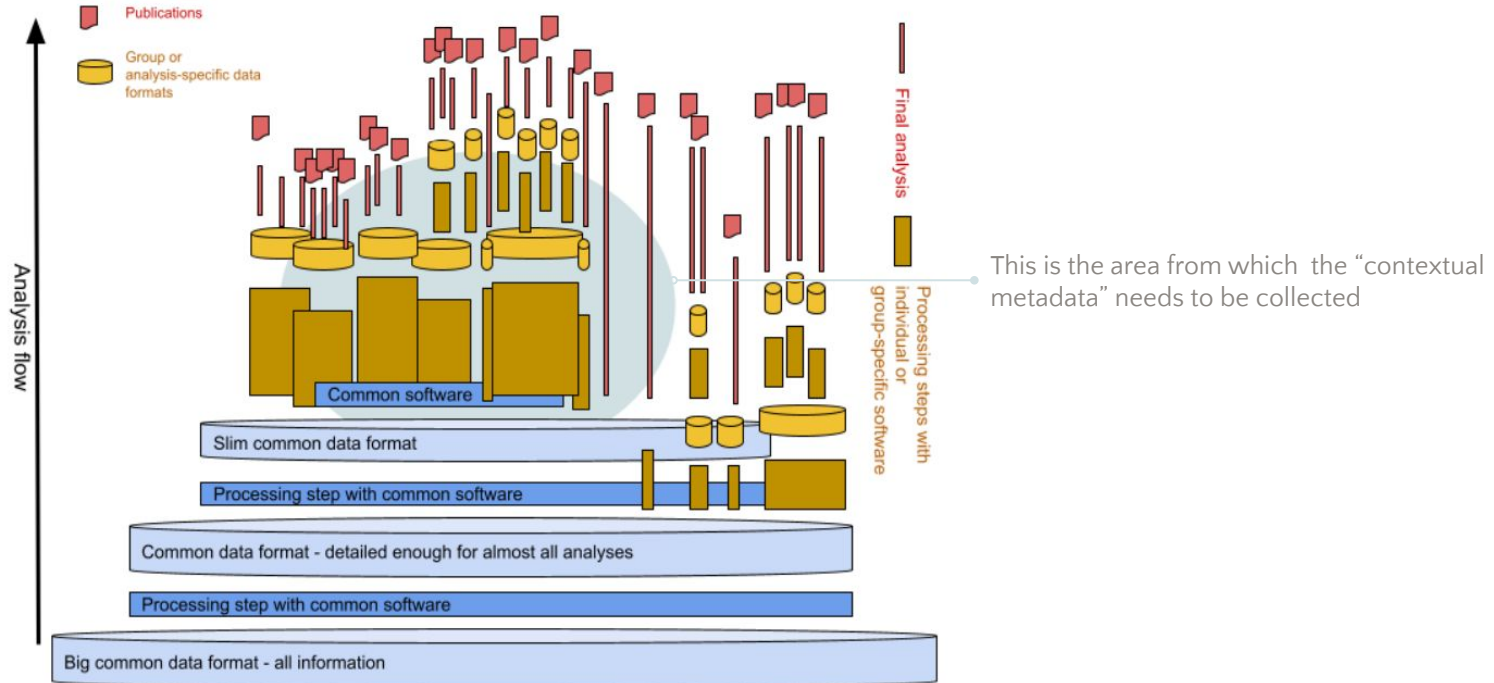 Publications
Group or
analysis-specific data
formats
Analysis flow
Final analysis
Processing steps with
individual or
group-specific software
This is the area from which the “contextual
metadata” needs to be collected
Common software
Slim common data format
Processing step with common software
Common data format - detailed enough for almost all analyses
Processing step with common software
Big common data format - all information